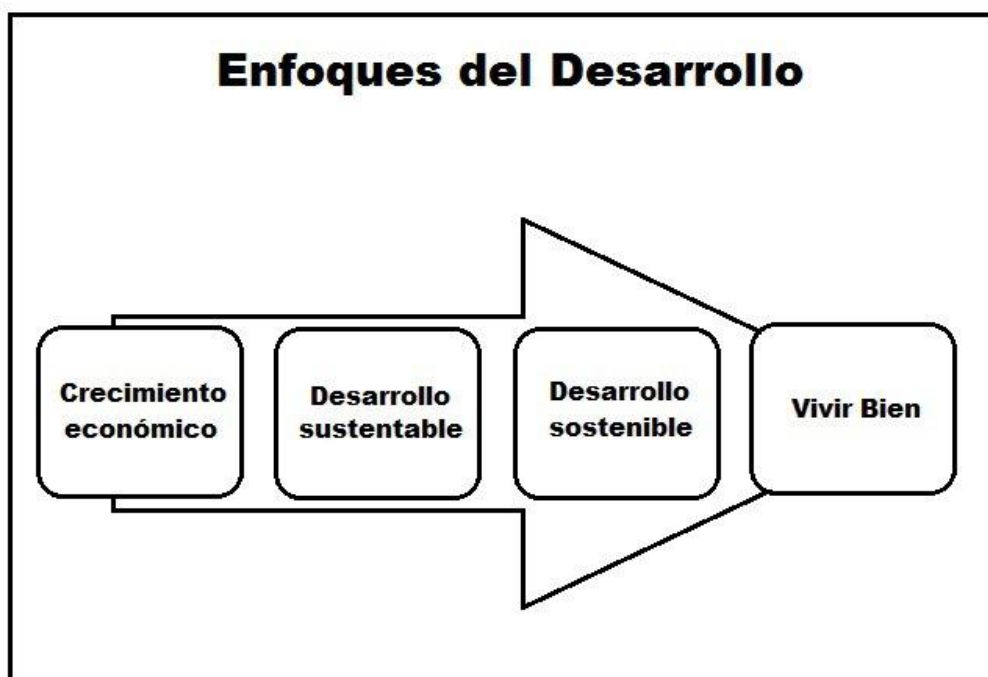 Enfoques del Desarrollo
Crecimiento
económico
Desarrollo
sustentable
Desarrollo
sostenible
Vivir Bien